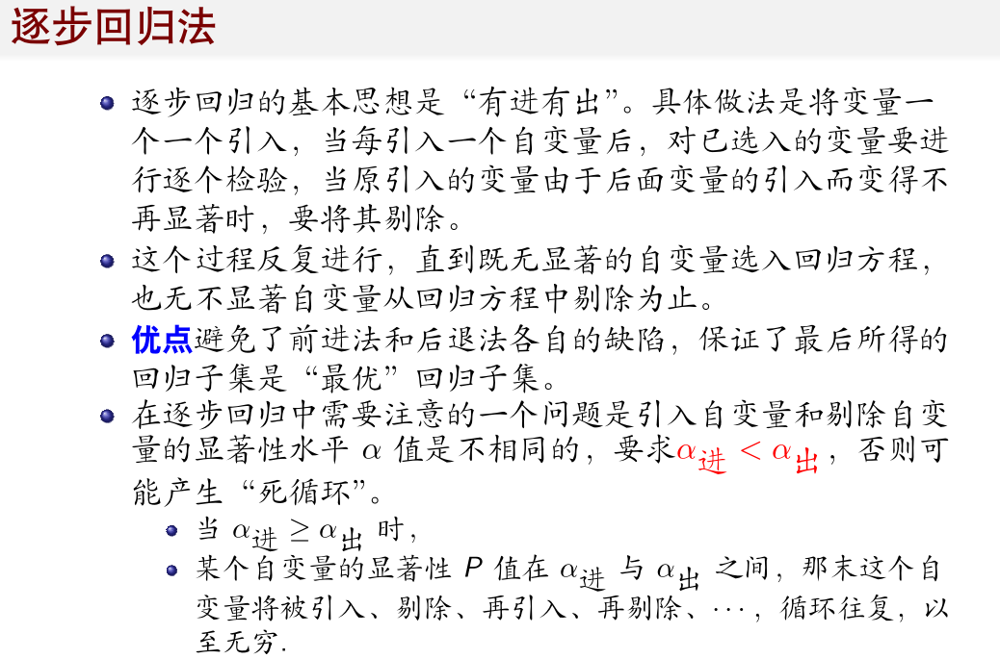 逐步回归法
逐步回归的基本思想是“有进有出”。具体做法是将变量一
个一个引入，当每引入一个自变量后，对已选入的变量要进
行逐个检验，当原引入的变量由于后面变量的引入而变得不
再显著时，要将其剔除。
这个过程反复进行，直到既无显著的自变量选入回归方程，
也无不显著自变量从回归方程中剔除为止。
优点避免了前进法和后退法各自的缺陷，保证了最后所得的
回归子集是“最优”回归子集。
在逐步回归中需要注意的一个问题是引入自变量和剔除自变
量的显著性水平 α 值是不相同的，要求α进 < α出，否则可
能产生“死循环”。
当 α进 ≥ α出 时，
某个自变量的显著性 P 值在 α进 与 α出 之间，那末这个自
变量将被引入、剔除、再引入、再剔除、···，循环往复，以
至无穷.